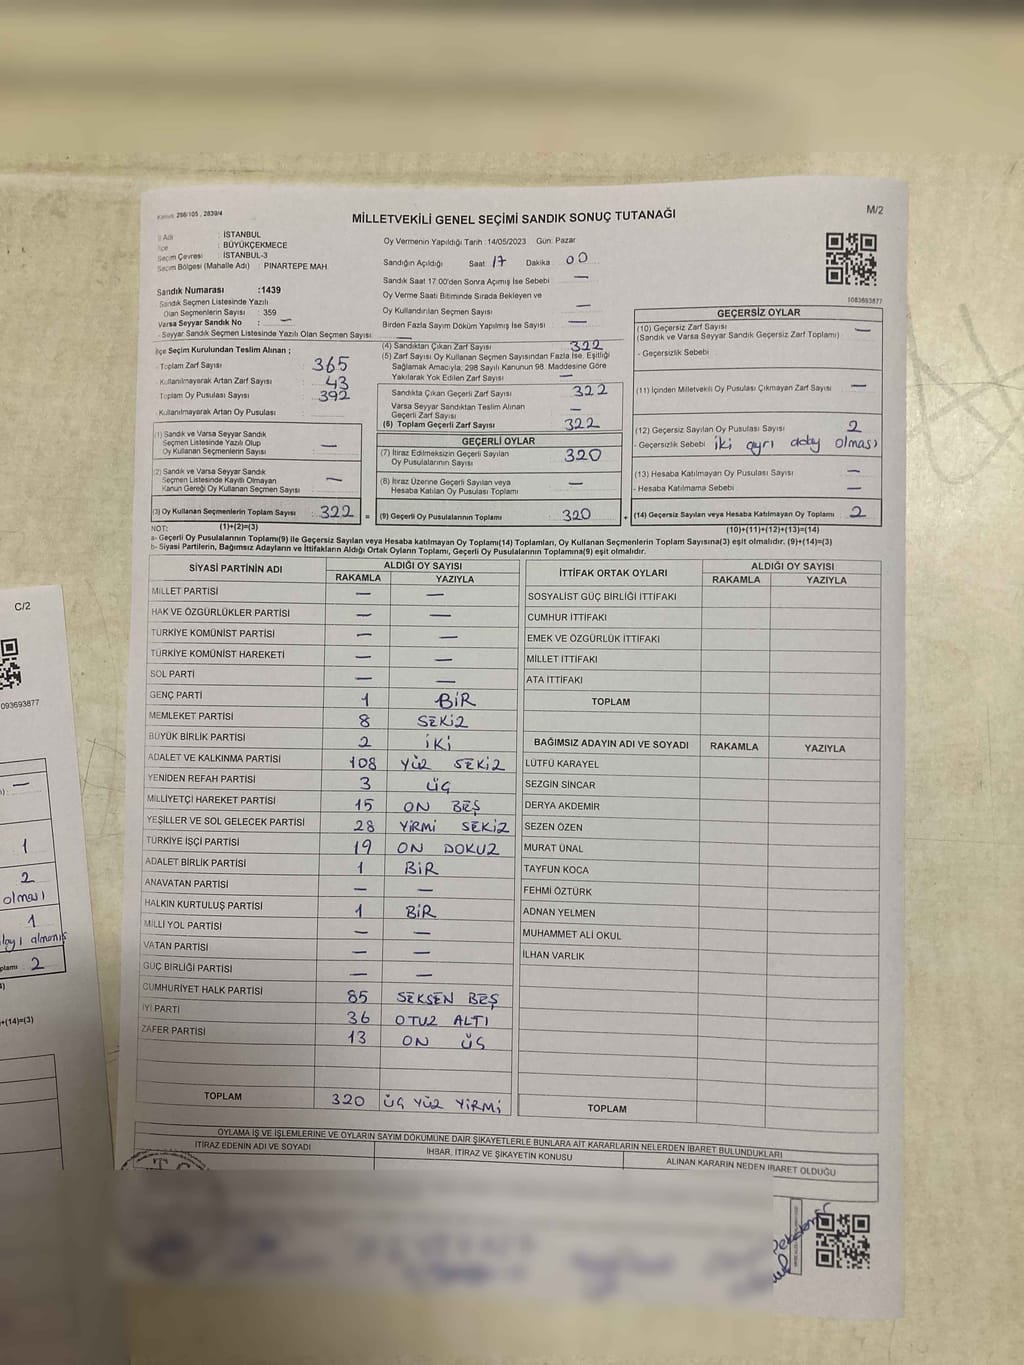 Kanun: 298/105 , 2839/4
MİLLETVEKİLİ GENEL SEÇİMİ SANDIK SONUÇ TUTANAĞI
M/2
İl Adı : İSTANBUL
İlçe : BÜYÜKÇEKMECE
Seçim Çevresi : İSTANBUL-3
Seçim Bölgesi (Mahalle Adı) : PINARTEPE MAH.
Oy Vermenin Yapıldığı Tarih :14/05/2023 Gün: Pazar
Sandığın Açıldığı Saat : 17 Dakika : 00
Sandık Saat 17:00'den Sonra Açılmış İse Sebebi : —
Oy Verme Saati Bitiminde Sırada Bekleyen ve
Oy Kullandırılan Seçmen Sayısı : —
Birden Fazla Sayım Döküm Yapılmış İse Sayısı : —
Sandık Numarası :1439
Sandık Seçmen Listesinde Yazılı
Olan Seçmenlerin Sayısı : 359
Varsa Seyyar Sandık No : —
- Seyyar Sandık Seçmen Listesinde Yazılı Olan Seçmen Sayısı : —
İlçe Seçim Kurulundan Teslim Alınan ;
- Toplam Zarf Sayısı : 365
- Kullanılmayarak Artan Zarf Sayısı : 43
Toplam Oy Pusulası Sayısı : 392
- Kullanılmayarak Artan Oy Pusulası :
(1) Sandık ve Varsa Seyyar Sandık
Seçmen Listesinde Yazılı Olup
Oy Kullanan Seçmenlerin Sayısı : —
(2) Sandık ve Varsa Seyyar Sandık
Seçmen Listesinde Kayıtlı Olmayan
Kanun Gereği Oy Kullanan Seçmen Sayısı : —
(3) Oy Kullanan Seçmenlerin Toplam Sayısı : 322 =
(4) Sandıktan Çıkan Zarf Sayısı : 322
(5) Zarf Sayısı Oy Kullanan Seçmen Sayısından Fazla İse, Eşitliği
Sağlamak Amacıyla; 298 Sayılı Kanunun 98. Maddesine Göre
Yakılarak Yok Edilen Zarf Sayısı : —
Sandıkta Çıkan Geçerli Zarf Sayısı : 322
Varsa Seyyar Sandıktan Teslim Alınan
Geçerli Zarf Sayısı : —
(6) Toplam Geçerli Zarf Sayısı : 322
GEÇERLİ OYLAR
(7) İtiraz Edilmeksizin Geçerli Sayılan
Oy Pusulalarının Sayısı : 320
(8) İtiraz Üzerine Geçerli Sayılan veya
Hesaba Katılan Oy Pusulası Toplamı : —
(9) Geçerli Oy Pusulalarının Toplamı : 320 +
1083693877
GEÇERSİZ OYLAR
(10) Geçersiz Zarf Sayısı : —
(Sandık ve Varsa Seyyar Sandık Geçersiz Zarf Toplamı)
- Geçersizlik Sebebi :
(11) İçinden Milletvekili Oy Pusulası Çıkmayan Zarf Sayısı : —
(12) Geçersiz Sayılan Oy Pusulası Sayısı : 2
- Geçersizlik Sebebi : iki ayrı aday olması
(13) Hesaba Katılmayan Oy Pusulası Sayısı : —
- Hesaba Katılmama Sebebi : —
(14) Geçersiz Sayılan veya Hesaba Katılmayan Oy Toplamı : 2
NOT: (1)+(2)=(3)
(10)+(11)+(12)+(13)=(14)
a- Geçerli Oy Pusulalarının Toplamı(9) ile Geçersiz Sayılan veya Hesaba katılmayan Oy Toplamı(14) Toplamları, Oy Kullanan Seçmenlerin Toplam Sayısına(3) eşit olmalıdır. (9)+(14)=(3)
b- Siyasi Partilerin, Bağımsız Adayların ve İttifakların Aldığı Ortak Oyların Toplamı, Geçerli Oy Pusulalarının Toplamına(9) eşit olmalıdır.
SİYASİ PARTİNİN ADI ALDIĞI OY SAYISI
RAKAMLA YAZIYLA
MİLLET PARTİSİ — —
HAK VE ÖZGÜRLÜKLER PARTİSİ — —
TÜRKİYE KOMÜNİST PARTİSİ — —
TÜRKİYE KOMÜNİST HAREKETİ — —
SOL PARTİ — —
GENÇ PARTİ 1 BİR
MEMLEKET PARTİSİ 8 SEKİZ
BÜYÜK BİRLİK PARTİSİ 2 İKİ
ADALET VE KALKINMA PARTİSİ 108 YÜZ SEKİZ
YENİDEN REFAH PARTİSİ 3 ÜÇ
MİLLİYETÇİ HAREKET PARTİSİ 15 ON BEŞ
YEŞİLLER VE SOL GELECEK PARTİSİ 28 YİRMİ SEKİZ
TÜRKİYE İŞÇİ PARTİSİ 19 ON DOKUZ
ADALET BİRLİK PARTİSİ 1 BİR
ANAVATAN PARTİSİ — —
HALKIN KURTULUŞ PARTİSİ 1 BİR
MİLLİ YOL PARTİSİ — —
VATAN PARTİSİ — —
GÜÇ BİRLİĞİ PARTİSİ — —
CUMHURİYET HALK PARTİSİ 85 SEKSEN BEŞ
İYİ PARTİ 36 OTUZ ALTI
ZAFER PARTİSİ 13 ON ÜÇ
TOPLAM 320 ÜÇ YÜZ YİRMİ
İTTİFAK ORTAK OYLARI ALDIĞI OY SAYISI
RAKAMLA YAZIYLA
SOSYALİST GÜÇ BİRLİĞİ İTTİFAKI
CUMHUR İTTİFAKI
EMEK VE ÖZGÜRLÜK İTTİFAKI
MİLLET İTTİFAKI
ATA İTTİFAKI
TOPLAM
BAĞIMSIZ ADAYIN ADI VE SOYADI RAKAMLA YAZIYLA
LÜTFÜ KARAYEL
SEZGİN SİNCAR
DERYA AKDEMİR
SEZEN ÖZEN
MURAT ÜNAL
TAYFUN KOCA
FEHMİ ÖZTÜRK
ADNAN YELMEN
MUHAMMET ALİ OKUL
İLHAN VARLIK
TOPLAM
OYLAMA İŞ VE İŞLEMLERİNE VE OYLARIN SAYIM DÖKÜMÜNE DAİR ŞİKAYETLERLE BUNLARA AİT KARARLARIN NELERDEN İBARET BULUNDUKLARI
İTİRAZ EDENİN ADI VE SOYADI İHBAR, İTİRAZ VE ŞİKAYETİN KONUSU ALINAN KARARIN NEDEN İBARET OLDUĞU
T.C.
C/2
093693877
1
2
olması
1
almamış
2
+(14)=(3)